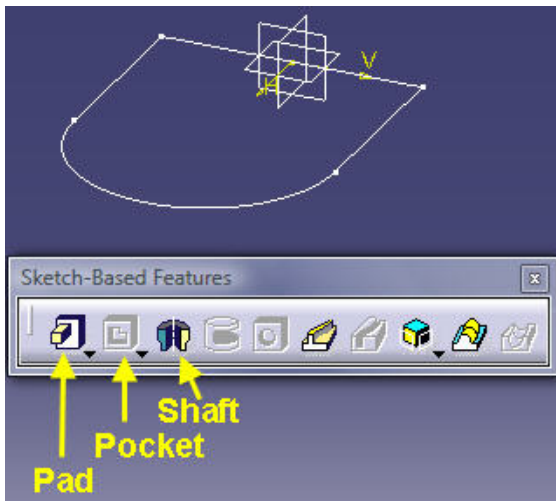 V
H
Sketch-Based Features
x
Shaft
Pocket
Pad